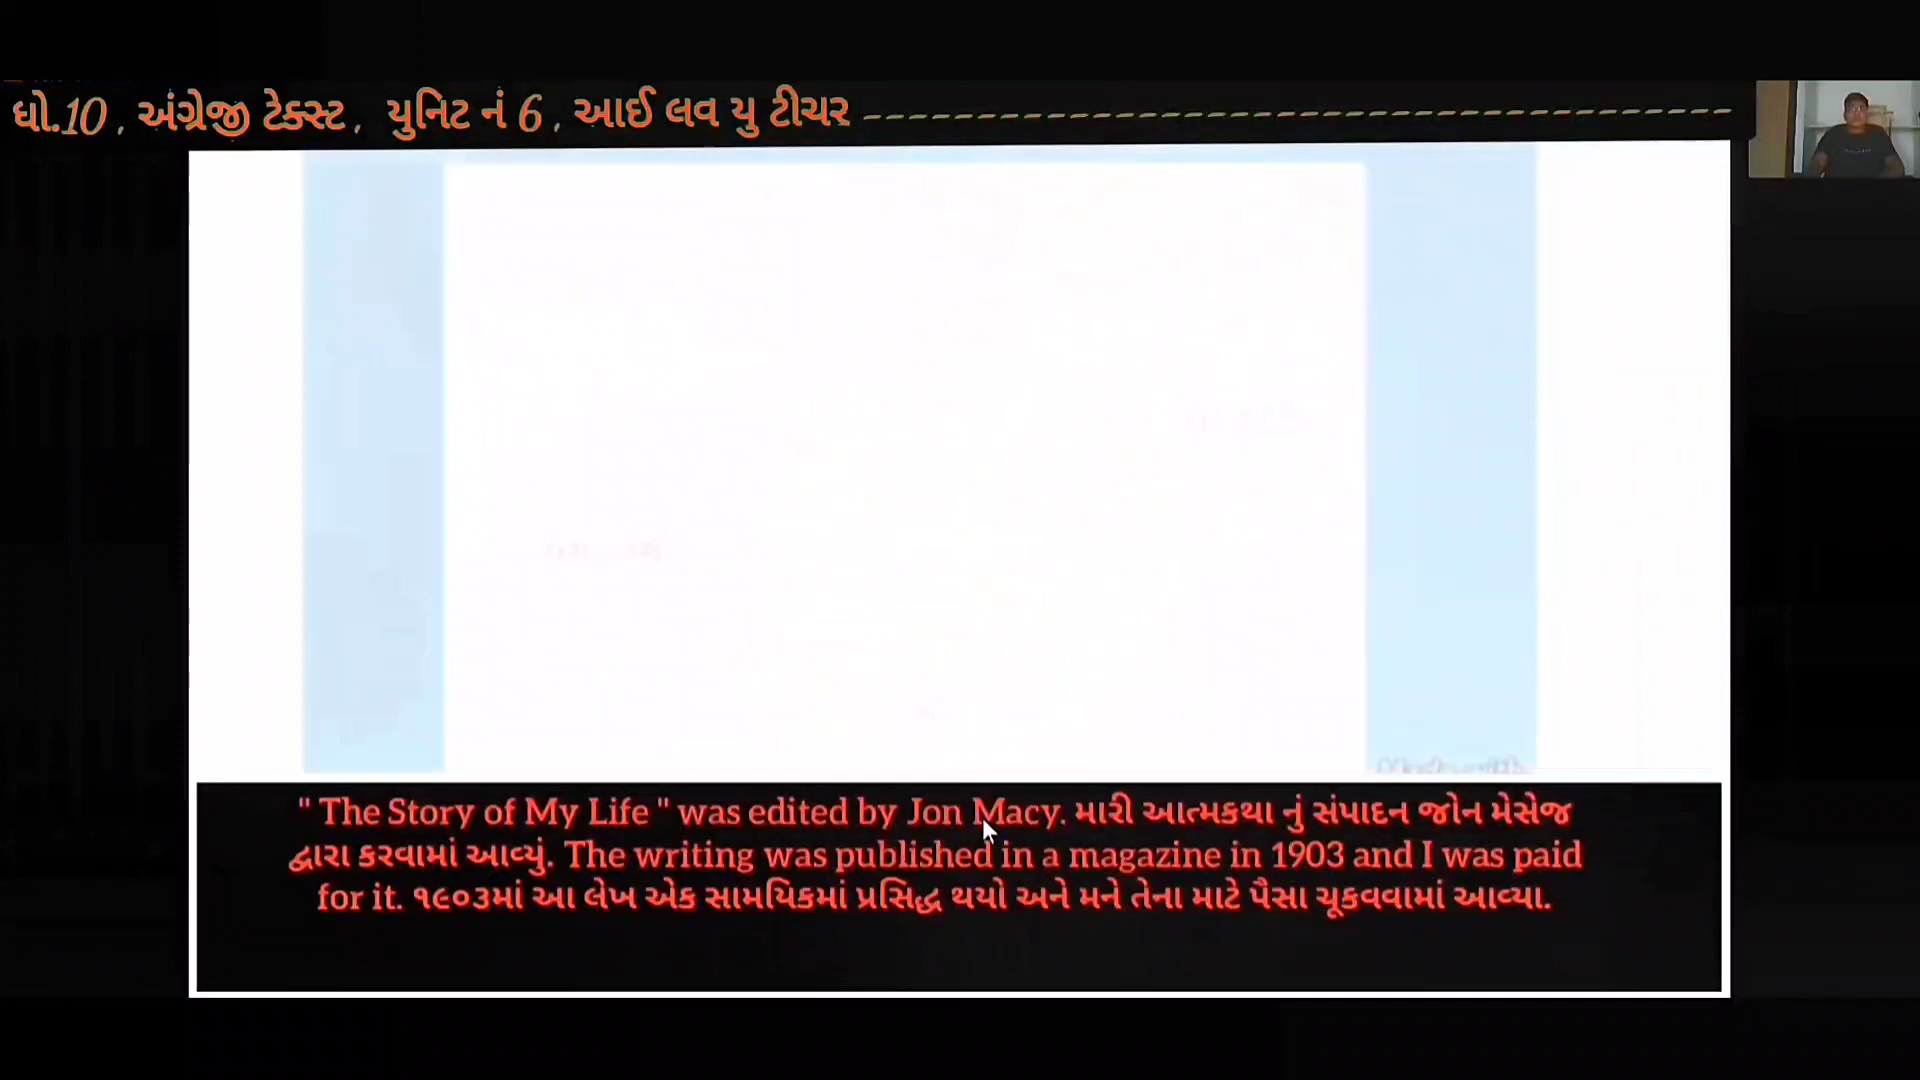 ધો.10 , અંગ્રેજી ટેક્સ્ટ, યુનિટ નં 6 , આઈ લવ યુ ટીચર
" The Story of My Life " was edited by Jon Macy. મારી આત્મકથા નું સંપાદન જોન મેસેજ
દ્વારા કરવામાં આવ્યું. The writing was published in a magazine in 1903 and I was paid
for it. ૧૯૦૩માં આ લેખ એક સામયિકમાં પ્રસિદ્ધ થયો અને મને તેના માટે પૈસા ચૂકવવામાં આવ્યા.